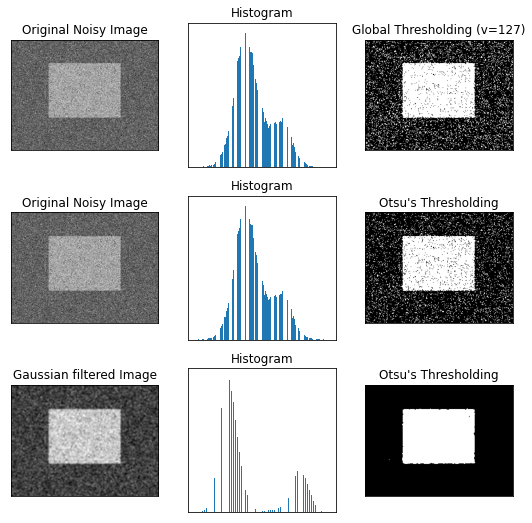 Original Noisy Image
Histogram
Global Thresholding (v=127)
Original Noisy Image
Histogram
Otsu's Thresholding
Gaussian filtered Image
Histogram
Otsu's Thresholding